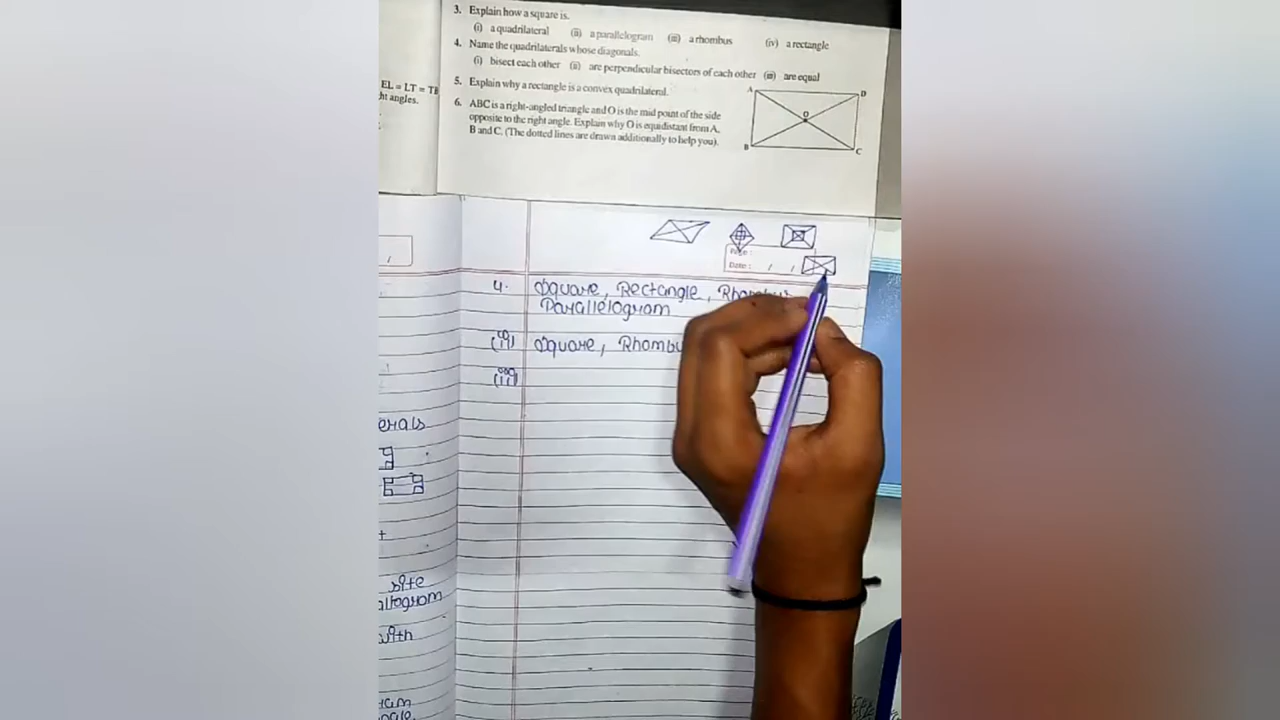 3. Explain how a square is.
(i) a quadrilateral (ii) a parallelogram (iii) a rhombus (iv) a rectangle
4. Name the quadrilaterals whose diagonals.
(i) bisect each other (ii) are perpendicular bisectors of each other (iii) are equal
5. Explain why a rectangle is a convex quadrilateral.
6. ABC is a right-angled triangle and O is the mid point of the side
opposite to the right angle. Explain why O is equidistant from A,
B and C. (The dotted lines are drawn additionally to help you).
A D
O
B C
EL = LT = TE
ht angles.
Page :
Date : / /
4. Square, Rectangle, Rhombus
Parallelogram
(ii) Square, Rhombu
(iii)
erals
site
allogram
with